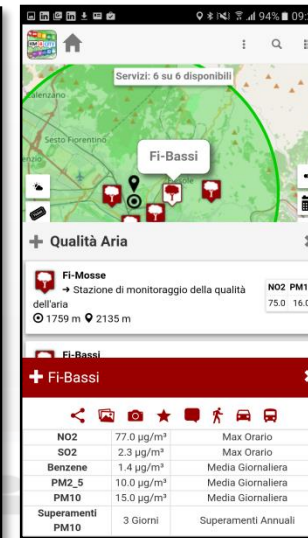 94% 09:
Servizi: 6 su 6 disponibili
alenzano
Sesto Fiorentino
Fi-Bassi
Qualità Aria
Fi-Mosse
→ Stazione di monitoraggio della qualità dell'aria
1759 m 2135 m
NO2 PM1
75.0 16.0
Fi-Bassi
Fi-Bassi
NO2 77.0 µg/m³ Max Orario
SO2 2.3 µg/m³ Max Orario
Benzene 1.4 µg/m³ Media Giornaliera
PM2_5 10.0 µg/m³ Media Giornaliera
PM10 15.0 µg/m³ Media Giornaliera
Superamenti PM10 3 Giorni Superamenti Annuali